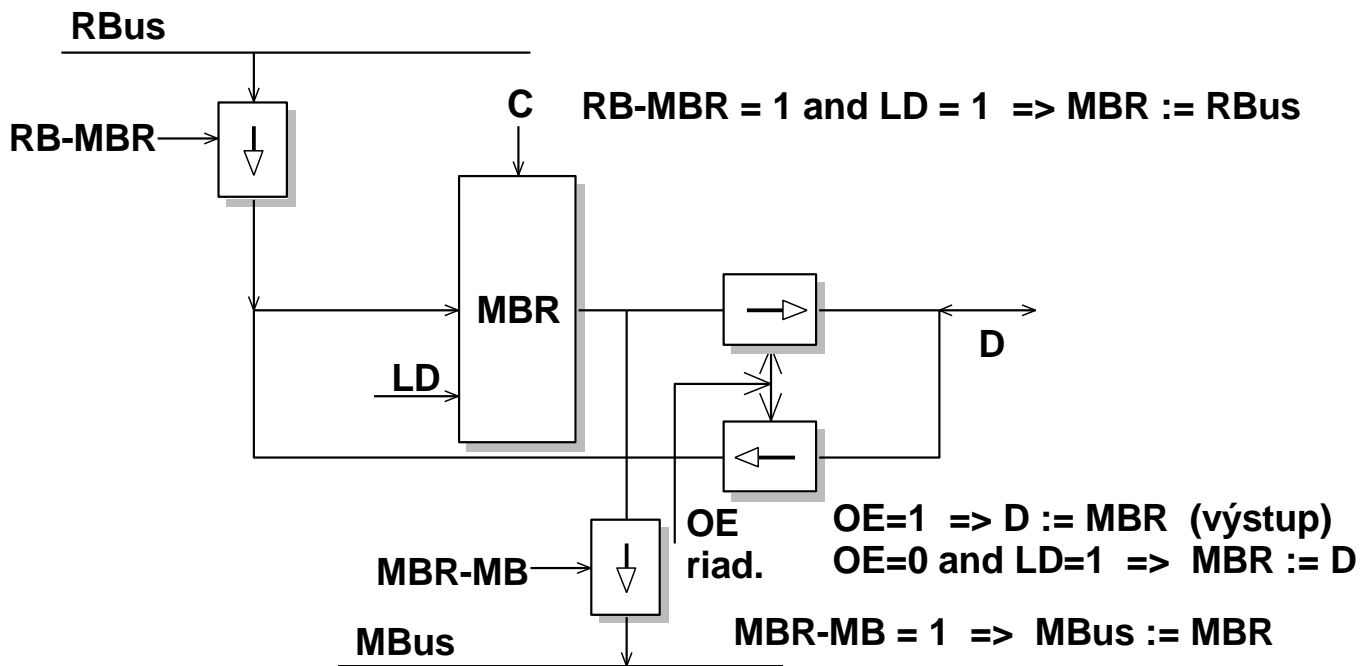 RBus
C
RB-MBR = 1 and LD = 1 => MBR := RBus
RB-MBR
MBR
D
LD
OE
riad.
OE=1 => D := MBR (výstup)
OE=0 and LD=1 => MBR := D
MBR-MB
MBR-MB = 1 => MBus := MBR
MBus